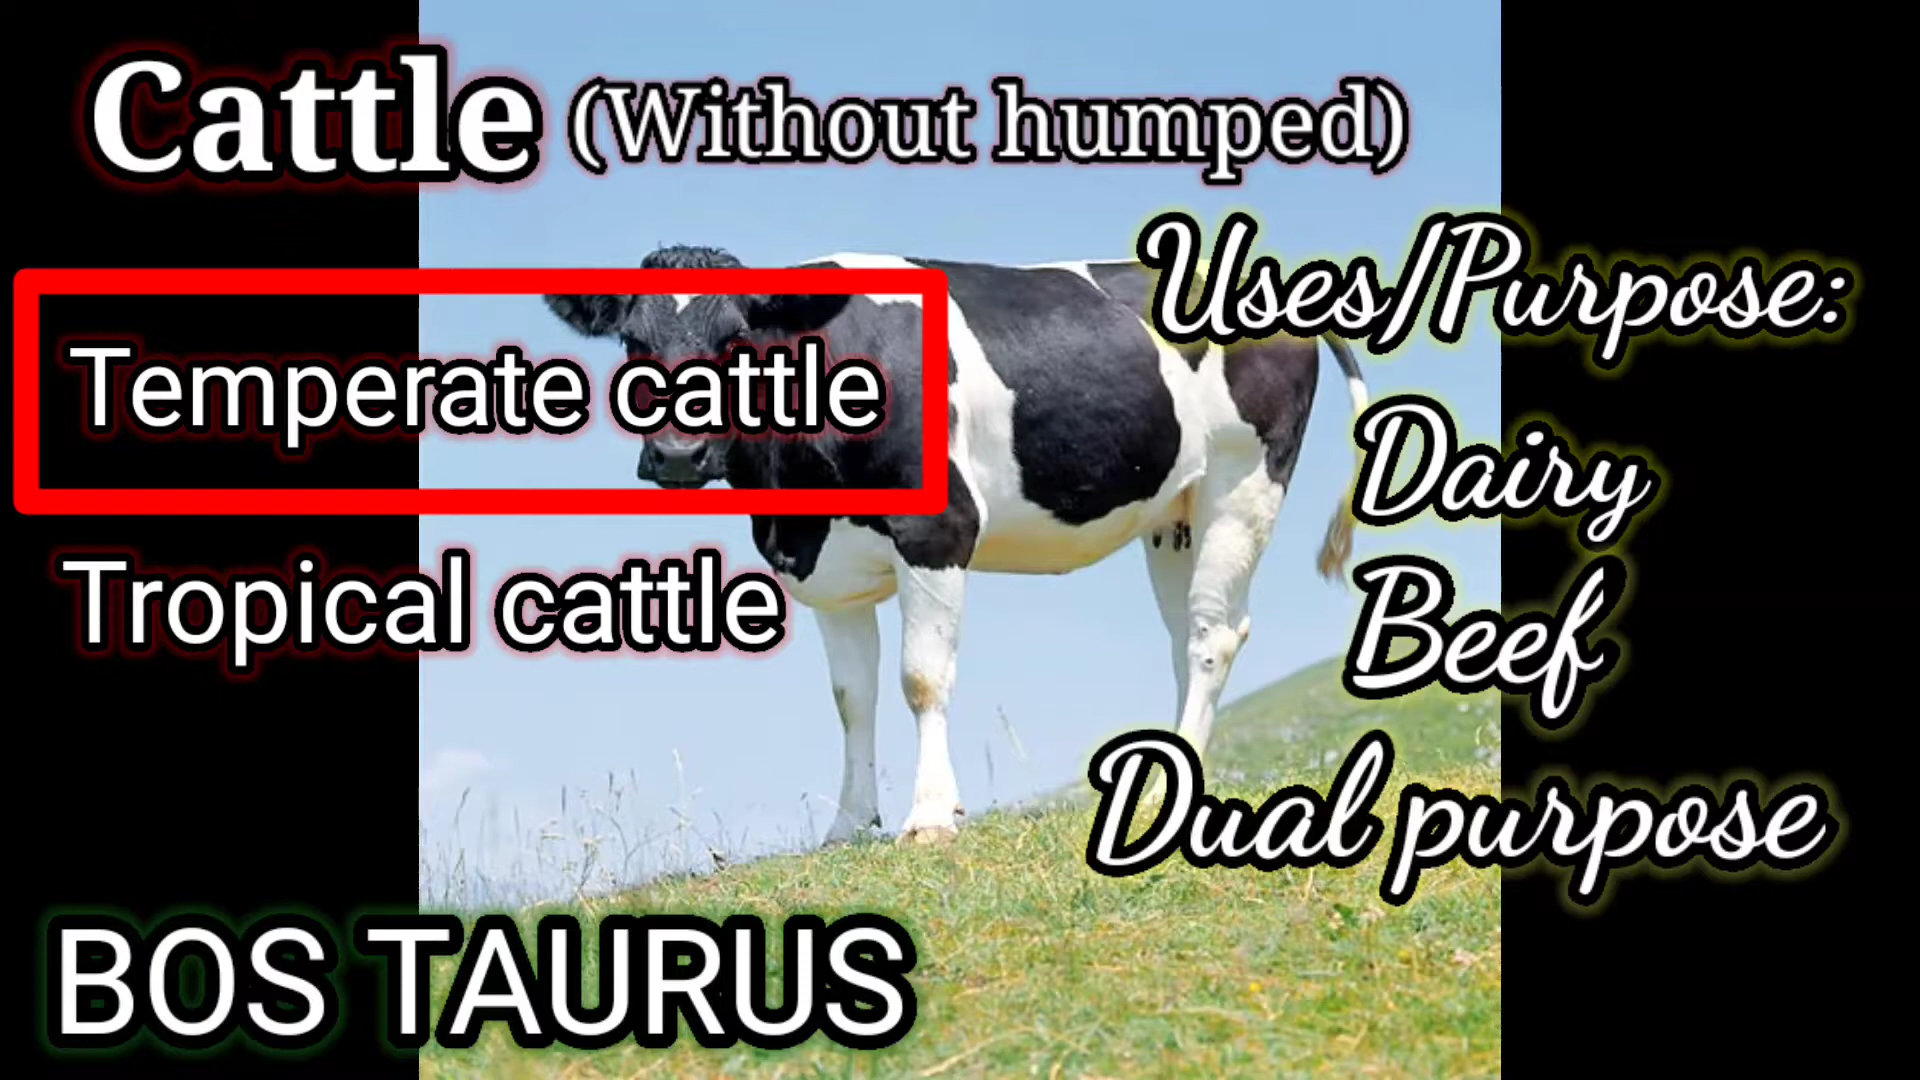 Cattle (Without humped)
Temperate cattle
Tropical cattle
BOS TAURUS
Uses/Purpose:
Dairy
Beef
Dual purpose